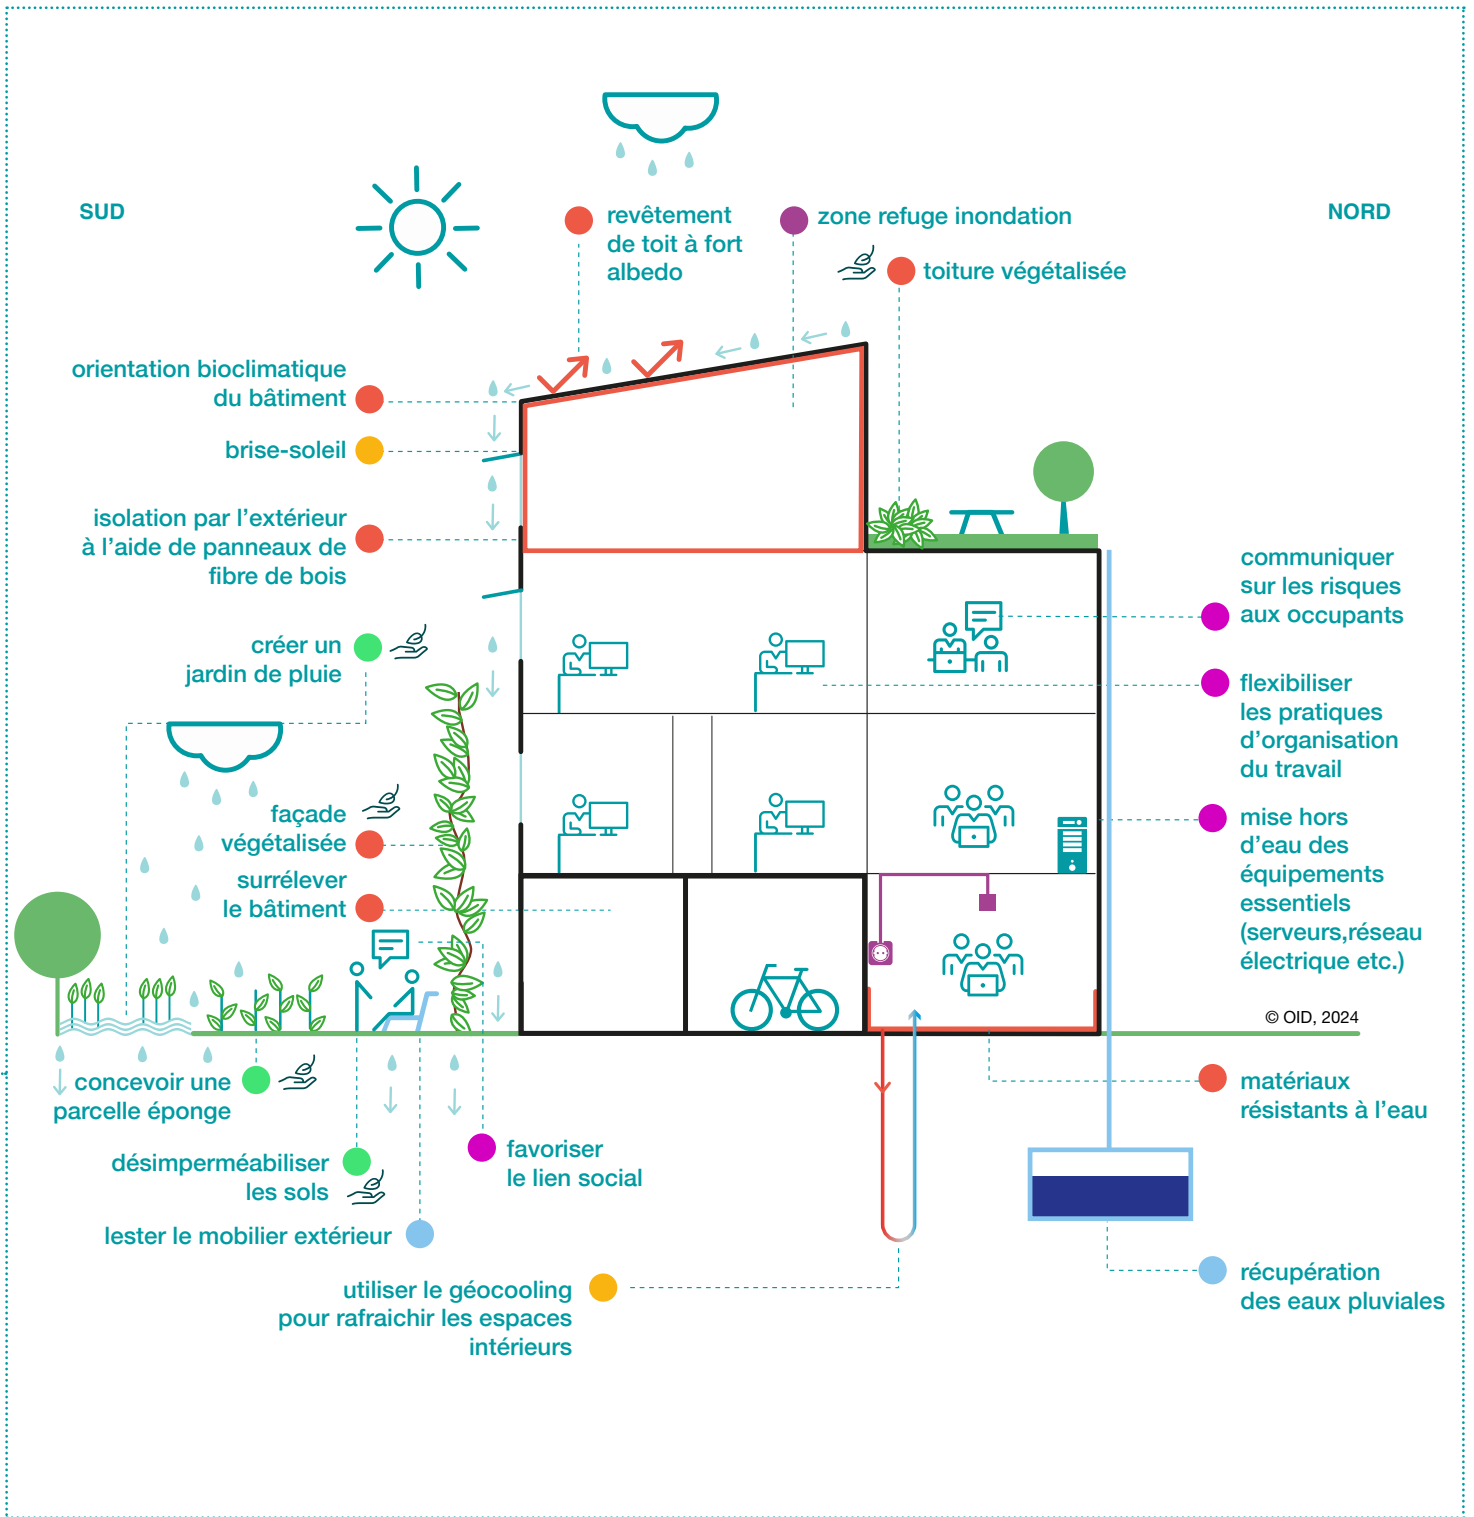 SUD
NORD
revêtement
de toit à fort
albedo
zone refuge inondation
toiture végétalisée
orientation bioclimatique
du bâtiment
brise-soleil
isolation par l’extérieur
à l’aide de panneaux de
fibre de bois
créer un
jardin de pluie
façade
végétalisée
surrélever
le bâtiment
communiquer
sur les risques
aux occupants
flexibiliser
les pratiques
d’organisation
du travail
mise hors
d’eau des
équipements
essentiels
(serveurs,réseau
électrique etc.)
© OID, 2024
concevoir une
parcelle éponge
désimperméabiliser
les sols
lester le mobilier extérieur
favoriser
le lien social
utiliser le géocooling
pour rafraichir les espaces
intérieurs
matériaux
résistants à l’eau
récupération
des eaux pluviales